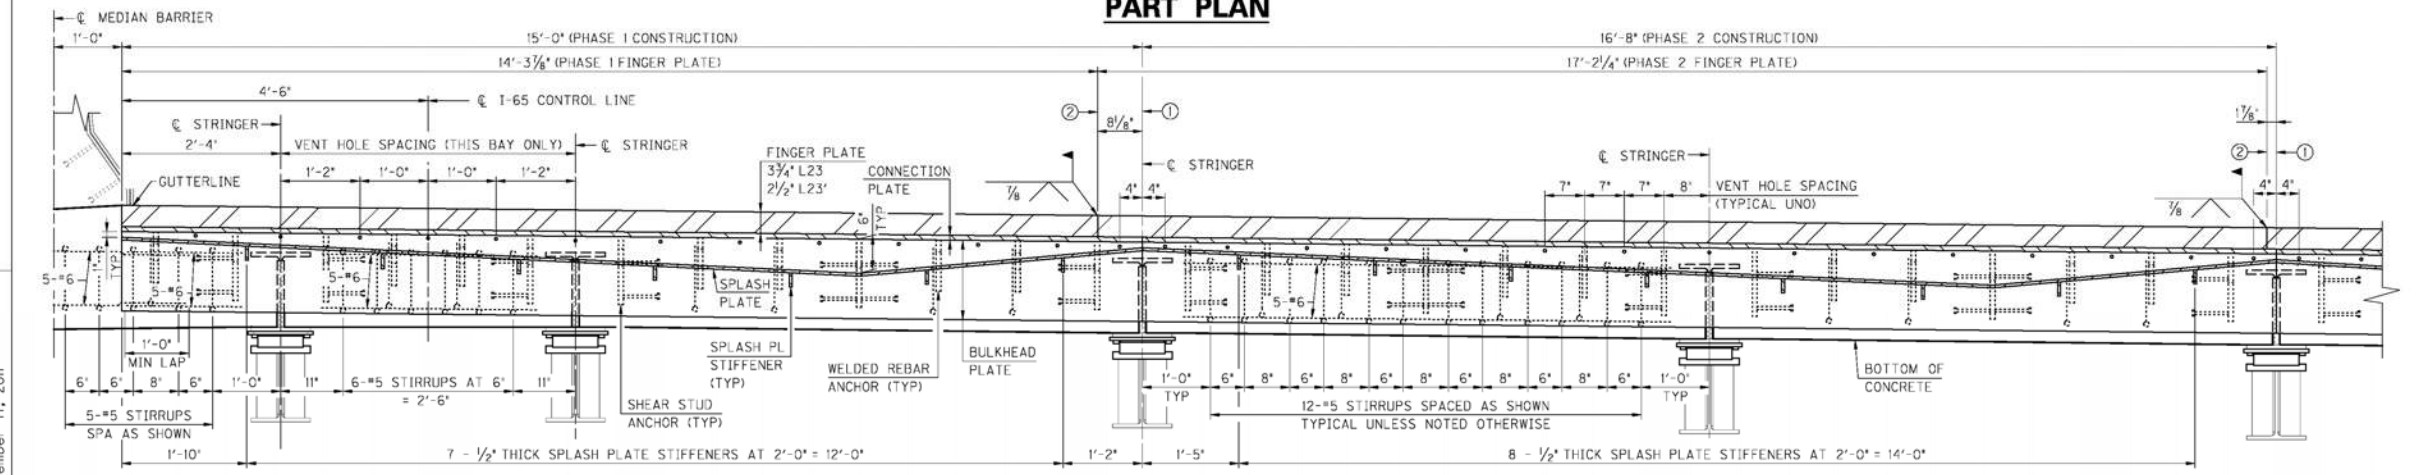 PART PLAN
℄ MEDIAN BARRIER
1'-0"
15'-0" (PHASE 1 CONSTRUCTION)
16'-8" (PHASE 2 CONSTRUCTION)
14'-3⅞" (PHASE 1 FINGER PLATE)
17'-2¼" (PHASE 2 FINGER PLATE)
4'-6"
℄ I-65 CONTROL LINE
② ①
8⅛"
1⅞"
② ①
℄ STRINGER
2'-4"
VENT HOLE SPACING (THIS BAY ONLY)
℄ STRINGER
1'-2" 1'-0" 1'-0" 1'-2"
GUTTERLINE
FINGER PLATE
3¾" L23
2½" L23'
CONNECTION
PLATE
6"
TYP
⅞
4" 4"
℄ STRINGER
℄ STRINGER
7" 7" 7" 8"
VENT HOLE SPACING
(TYPICAL UNO)
⅞
4" 4"
5-#6
1"
TYP
5-#6
5-#6
SPLASH
PLATE
5-#6
1'-0"
MIN LAP
SPLASH PL
STIFFENER
(TYP)
WELDED REBAR
ANCHOR (TYP)
BULKHEAD
PLATE
BOTTOM OF
CONCRETE
6" 6" 8" 6" 1'-0" 11"
6-#5 STIRRUPS AT 6"
= 2'-6"
11"
SHEAR STUD
ANCHOR (TYP)
5-#5 STIRRUPS
SPA AS SHOWN
1'-0"
TYP
6" 8" 6" 8" 6" 8" 6" 8" 6" 8" 6"
1'-0"
TYP
12-#5 STIRRUPS SPACED AS SHOWN
TYPICAL UNLESS NOTED OTHERWISE
1'-10"
7 - ½" THICK SPLASH PLATE STIFFENERS AT 2'-0" = 12'-0"
1'-2"
1'-5"
8 - ½" THICK SPLASH PLATE STIFFENERS AT 2'-0" = 14'-0"